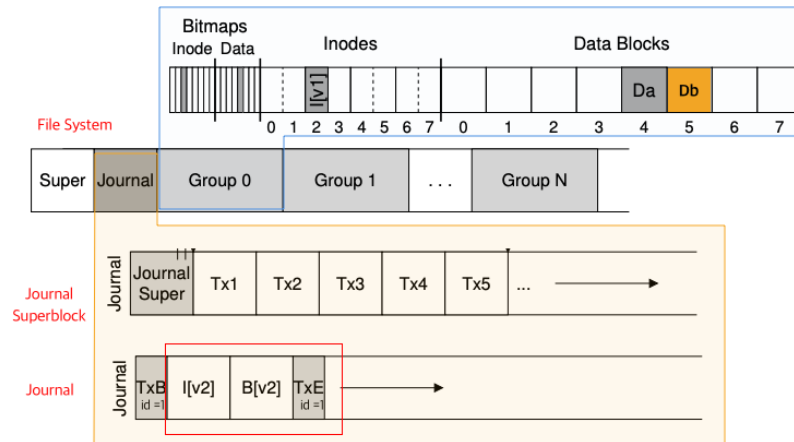 Bitmaps
Inode Data
Inodes
Data Blocks
I[v1]
Da
Db
0 1 2 3 4 5 6 7
0 1 2 3 4 5 6 7
File System
Super
Journal
Group 0
Group 1
. . .
Group N
Journal
Journal Super
Tx1
Tx2
Tx3
Tx4
Tx5
...
Journal
Superblock
Journal
Journal
TxB
id =1
I[v2]
B[v2]
TxE
id =1